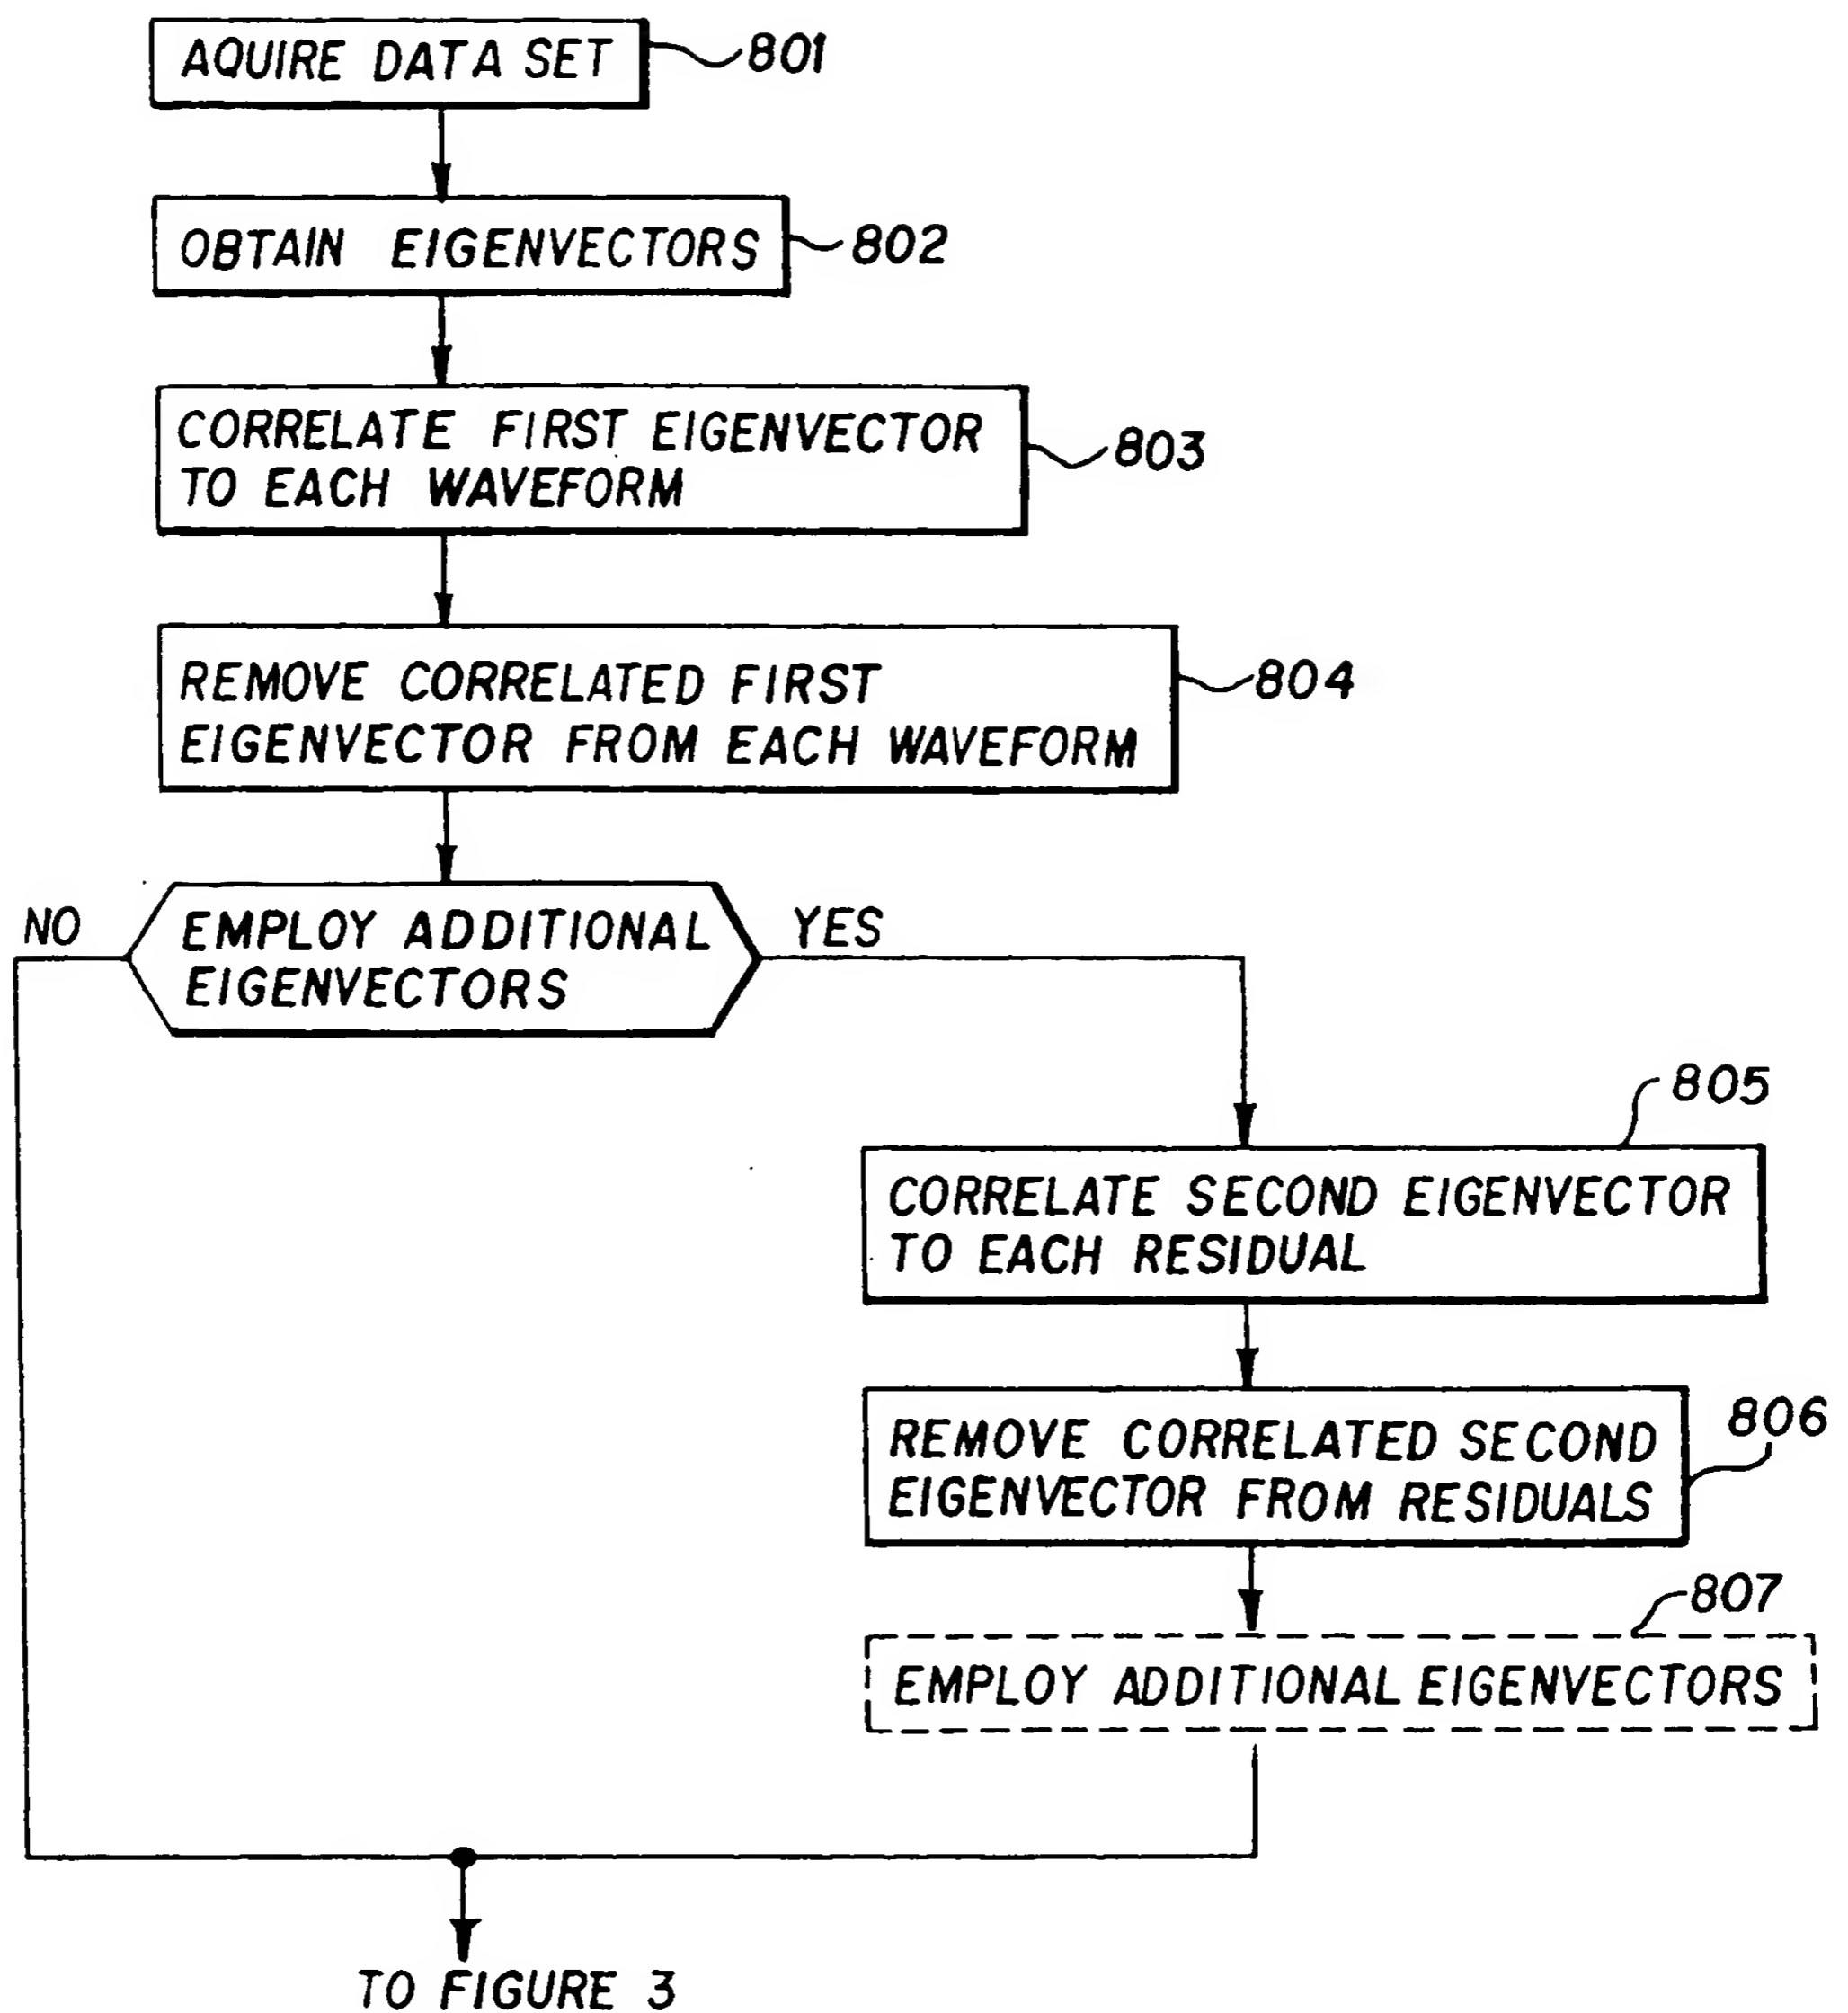 AQUIRE DATA SET
801
OBTAIN EIGENVECTORS
802
CORRELATE FIRST EIGENVECTOR
TO EACH WAVEFORM
803
REMOVE CORRELATED FIRST
EIGENVECTOR FROM EACH WAVEFORM
804
NO
EMPLOY ADDITIONAL
EIGENVECTORS
YES
805
CORRELATE SECOND EIGENVECTOR
TO EACH RESIDUAL
REMOVE CORRELATED SECOND
EIGENVECTOR FROM RESIDUALS
806
807
EMPLOY ADDITIONAL EIGENVECTORS
TO FIGURE 3